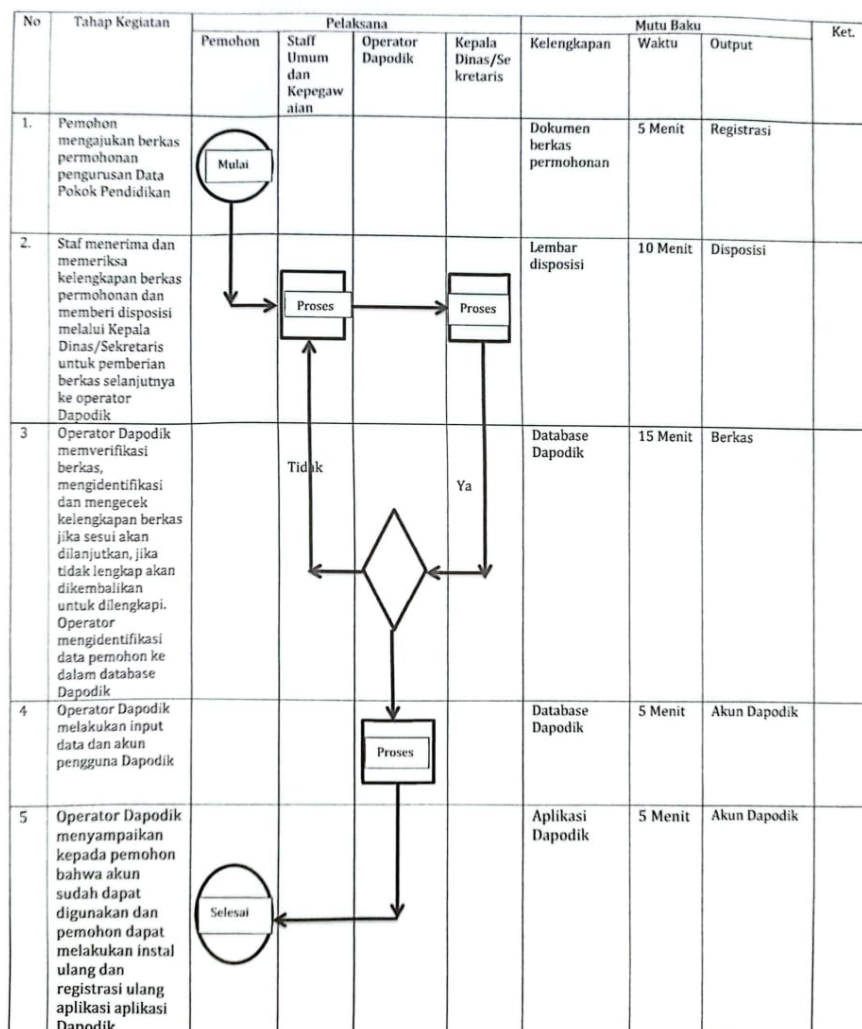 No Tahap Kegiatan Pelaksana Mutu Baku Ket.
Pemohon
Staff
Umum
dan
Kepegaw
aian
Operator
Dapodik
Kepala
Dinas/Se
kretaris
Kelengkapan
Waktu
Output
1.
Pemohon
mengajukan berkas
permohonan
pengurusan Data
Pokok Pendidikan
Mulai
Dokumen
berkas
permohonan
5 Menit
Registrasi
2.
Staf menerima dan
memeriksa
kelengkapan berkas
permohonan dan
memberi disposisi
melalui Kepala
Dinas/Sekretaris
untuk pemberian
berkas selanjutnya
ke operator
Dapodik
Proses
Proses
Lembar
disposisi
10 Menit
Disposisi
3
Operator Dapodik
memverifikasi
berkas,
mengidentifikasi
dan mengecek
kelengkapan berkas
jika sesui akan
dilanjutkan, jika
tidak lengkap akan
dikembalikan
untuk dilengkapi.
Operator
mengidentifikasi
data pemohon ke
dalam database
Dapodik
Tidak
Ya
Database
Dapodik
15 Menit
Berkas
4
Operator Dapodik
melakukan input
data dan akun
pengguna Dapodik
Proses
Database
Dapodik
5 Menit
Akun Dapodik
5
Operator Dapodik
menyampaikan
kepada pemohon
bahwa akun
sudah dapat
digunakan dan
pemohon dapat
melakukan instal
ulang dan
registrasi ulang
aplikasi aplikasi
Dapodik
Selesai
Aplikasi
Dapodik
5 Menit
Akun Dapodik